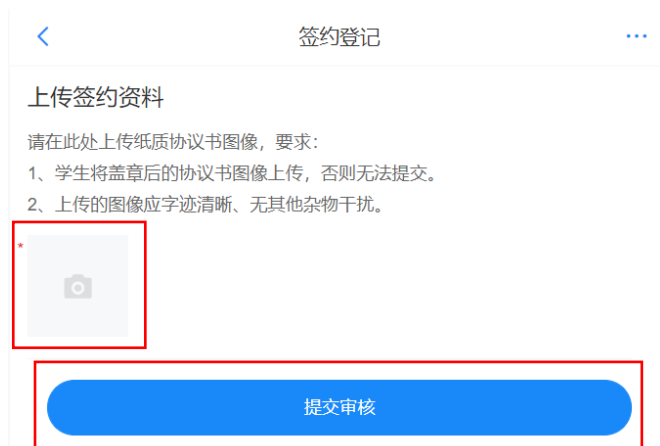 签约登记
上传签约资料
请在此处上传纸质协议书图像，要求：
1、学生将盖章后的协议书图像上传，否则无法提交。
2、上传的图像应字迹清晰、无其他杂物干扰。
*
提交审核